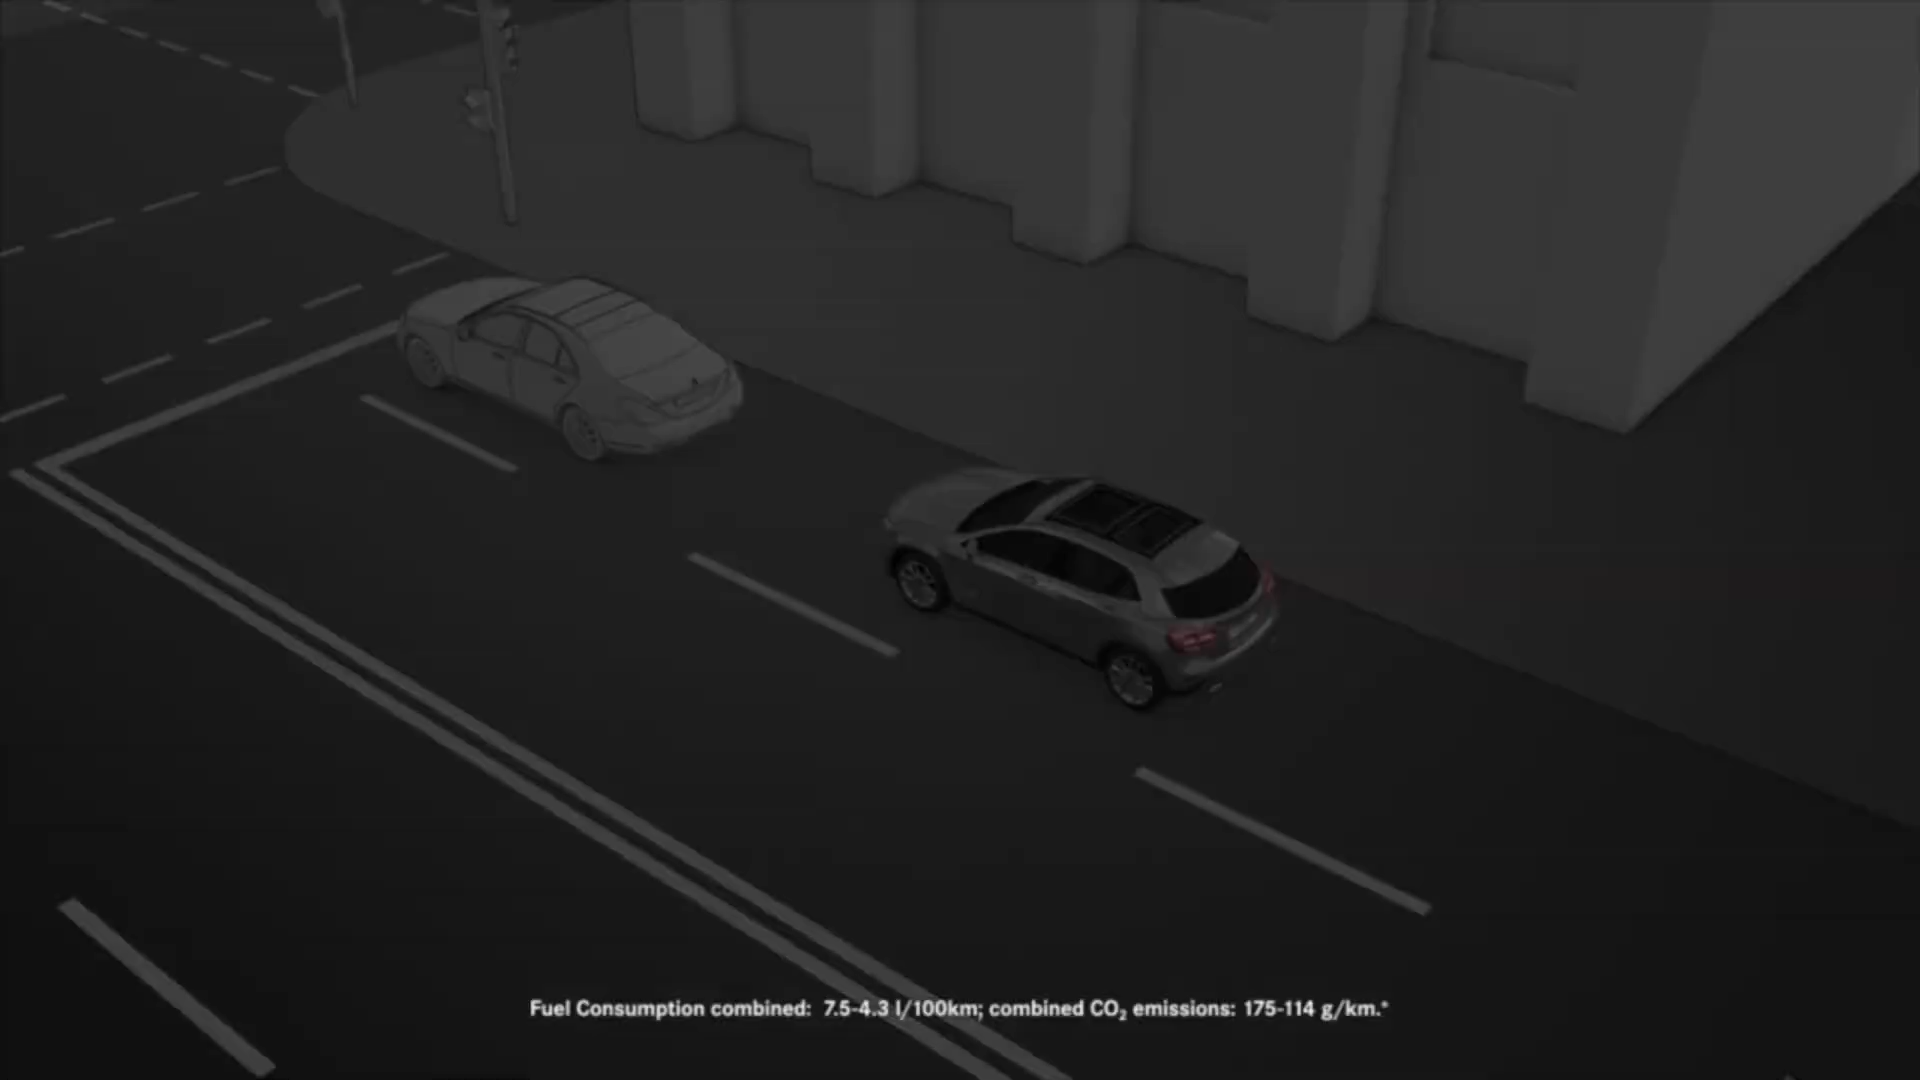 Fuel Consumption combined: 7.5-4.3 l/100km; combined CO₂ emissions: 175-114 g/km.*